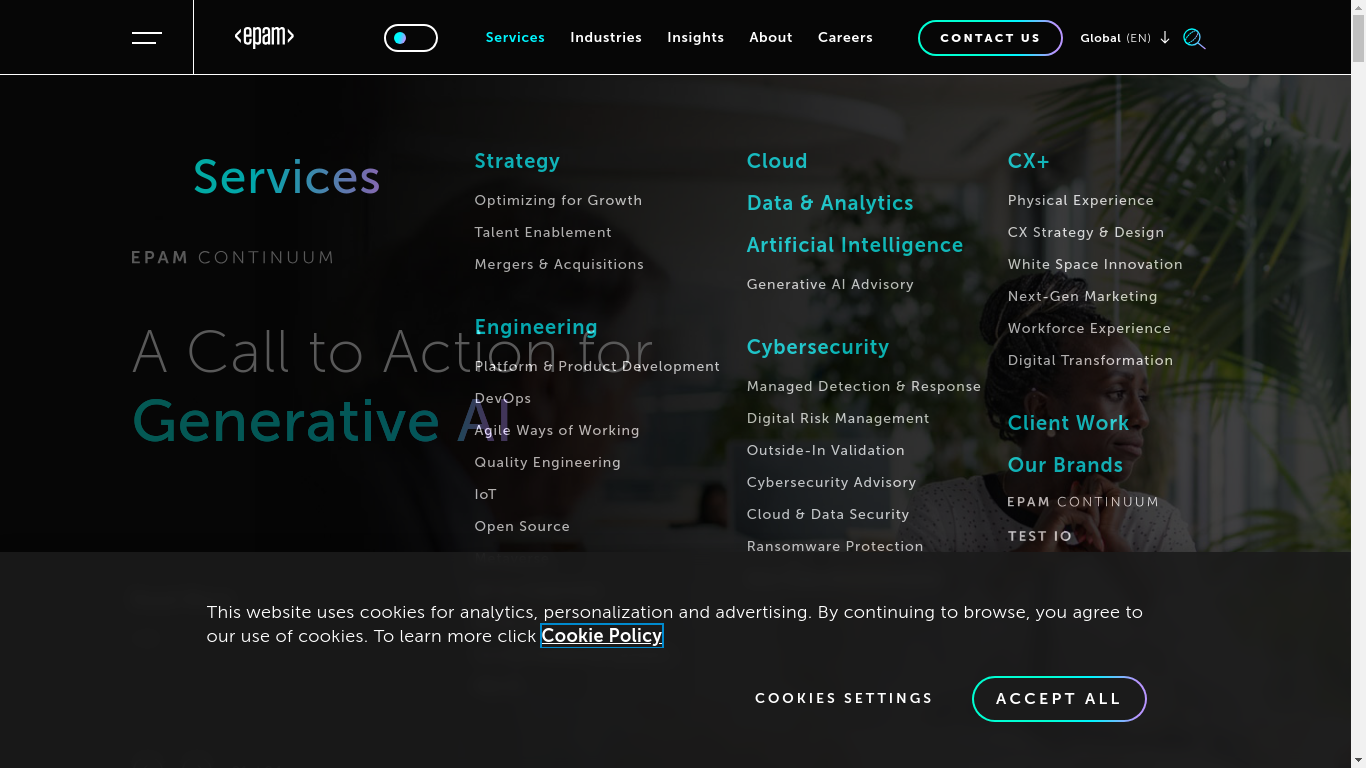 <epam>
Services Industries Insights About Careers
CONTACT US
Global (EN)
Services
EPAM CONTINUUM
A Call to Action for
Generative AI
Strategy
Optimizing for Growth
Talent Enablement
Mergers & Acquisitions
Engineering
Platform & Product Development
DevOps
Agile Ways of Working
Quality Engineering
IoT
Open Source
Cloud
Data & Analytics
Artificial Intelligence
Generative AI Advisory
Cybersecurity
Managed Detection & Response
Digital Risk Management
Outside-In Validation
Cybersecurity Advisory
Cloud & Data Security
Ransomware Protection
CX+
Physical Experience
CX Strategy & Design
White Space Innovation
Next-Gen Marketing
Workforce Experience
Digital Transformation
Client Work
Our Brands
EPAM CONTINUUM
TEST IO
This website uses cookies for analytics, personalization and advertising. By continuing to browse, you agree to
our use of cookies. To learn more click Cookie Policy
COOKIES SETTINGS
ACCEPT ALL